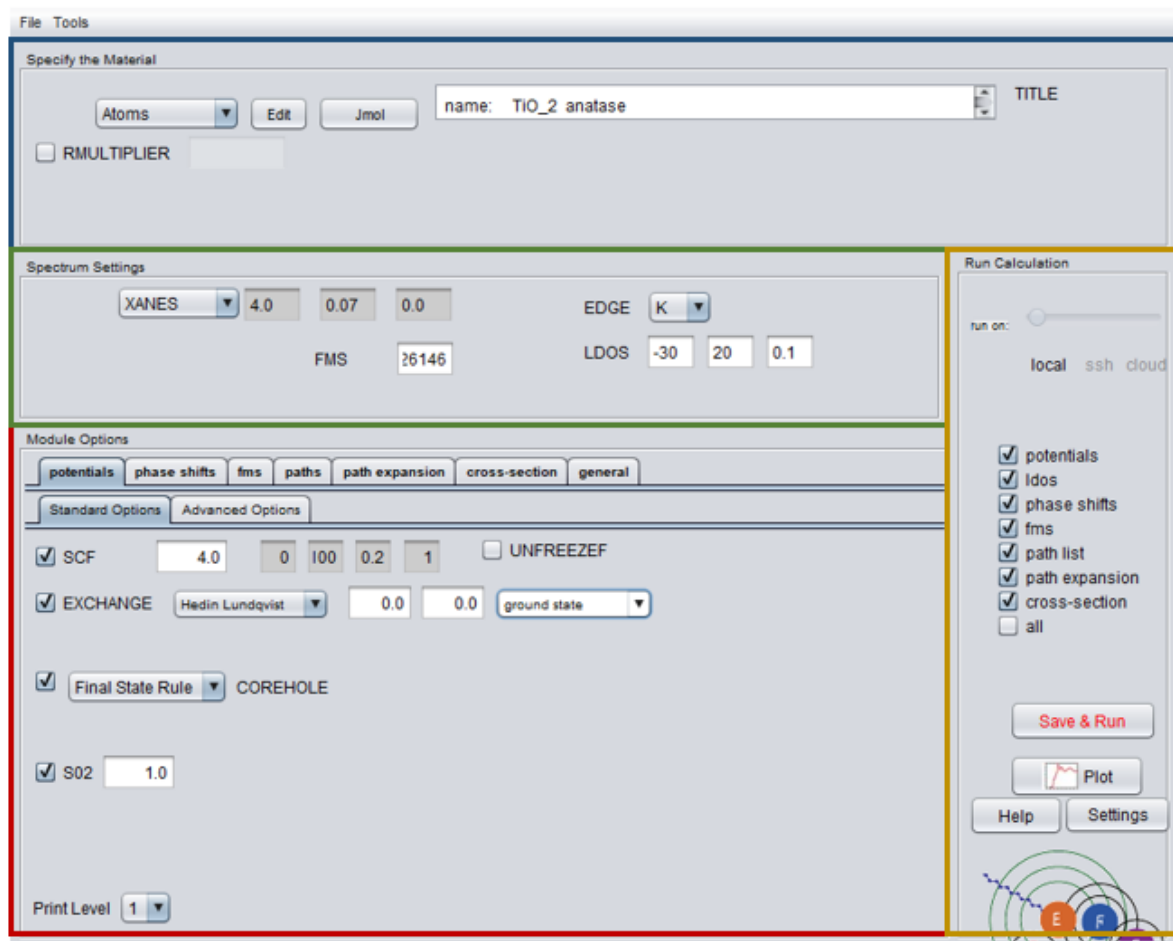 File Tools
Specify the Material
Atoms Edit Jmol name: TiO_2 anatase TITLE
RMULTIPLIER
Spectrum Settings
XANES 4.0 0.07 0.0 EDGE K
FMS 26146 LDOS -30 20 0.1
Run Calculation
run on:
local ssh cloud
potentials
ldos
phase shifts
fms
path list
path expansion
cross-section
all
Save & Run
Plot
Help Settings
E F
Module Options
potentials phase shifts fms paths path expansion cross-section general
Standard Options Advanced Options
SCF 4.0 0 100 0.2 1 UNFREEZEF
EXCHANGE Hedin Lundqvist 0.0 0.0 ground state
Final State Rule COREHOLE
S02 1.0
Print Level 1